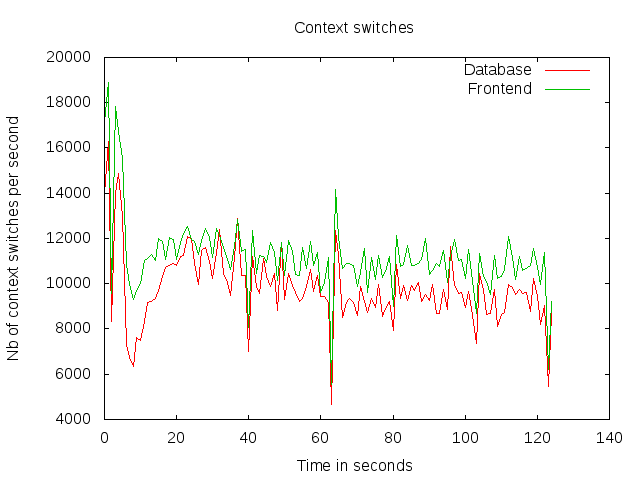 Context switches
Nb of context switches per second
20000
18000
16000
14000
12000
10000
8000
6000
4000
Database
Frontend
0 20 40 60 80 100 120 140
Time in seconds